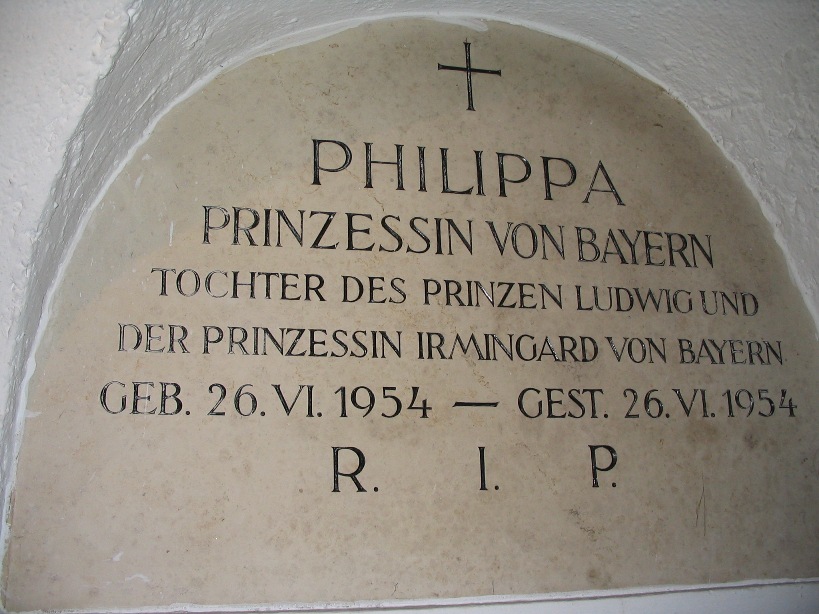 PHILIPPA
PRINZESSIN VON BAYERN
TOCHTER DES PRINZEN LUDWIG UND
DER PRINZESSIN IRMINGARD VON BAYERN
GEB. 26. VI. 1954 — GEST. 26. VI. 1954
R. I. P.